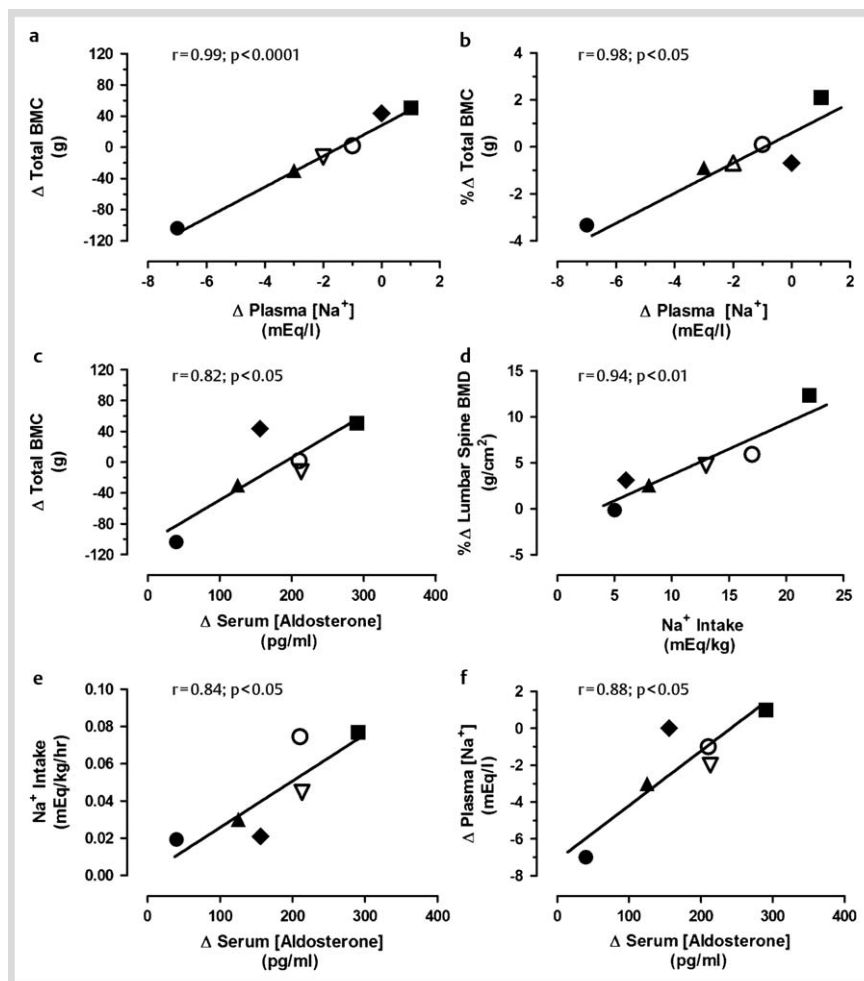 a
r=0.99; p<0.0001
120
80
40
0
-40
-80
-120
Δ Total BMC
(g)
-8 -6 -4 -2 0 2
Δ Plasma [Na⁺]
(mEq/l)
b
r=0.98; p<0.05
4
2
0
-2
-4
% Δ Total BMC
(g)
-8 -6 -4 -2 0 2
Δ Plasma [Na⁺]
(mEq/l)
c
r=0.82; p<0.05
120
80
40
0
-40
-80
-120
Δ Total BMC
(g)
0 100 200 300 400
Δ Serum [Aldosterone]
(pg/ml)
d
r=0.94; p<0.01
15
10
5
0
-5
% Δ Lumbar Spine BMD
(g/cm²)
0 5 10 15 20 25
Na⁺ Intake
(mEq/kg)
e
r=0.84; p<0.05
0.10
0.08
0.06
0.04
0.02
0.00
Na⁺ Intake
(mEq/kg/hr)
0 100 200 300 400
Δ Serum [Aldosterone]
(pg/ml)
f
r=0.88; p<0.05
2
0
-2
-4
-6
-8
Δ Plasma [Na⁺]
(mEq/l)
0 100 200 300 400
Δ Serum [Aldosterone]
(pg/ml)